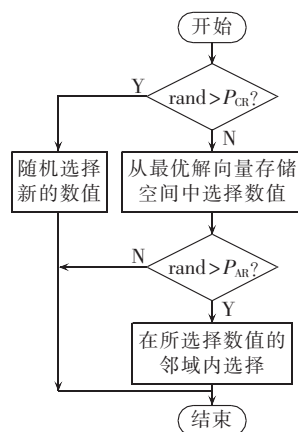 开始
rand>P_CR?
Y
N
随机选择
新的数值
从最优解向量存储
空间中选择数值
N
rand>P_AR?
Y
在所选择数值的
邻域内选择
结束